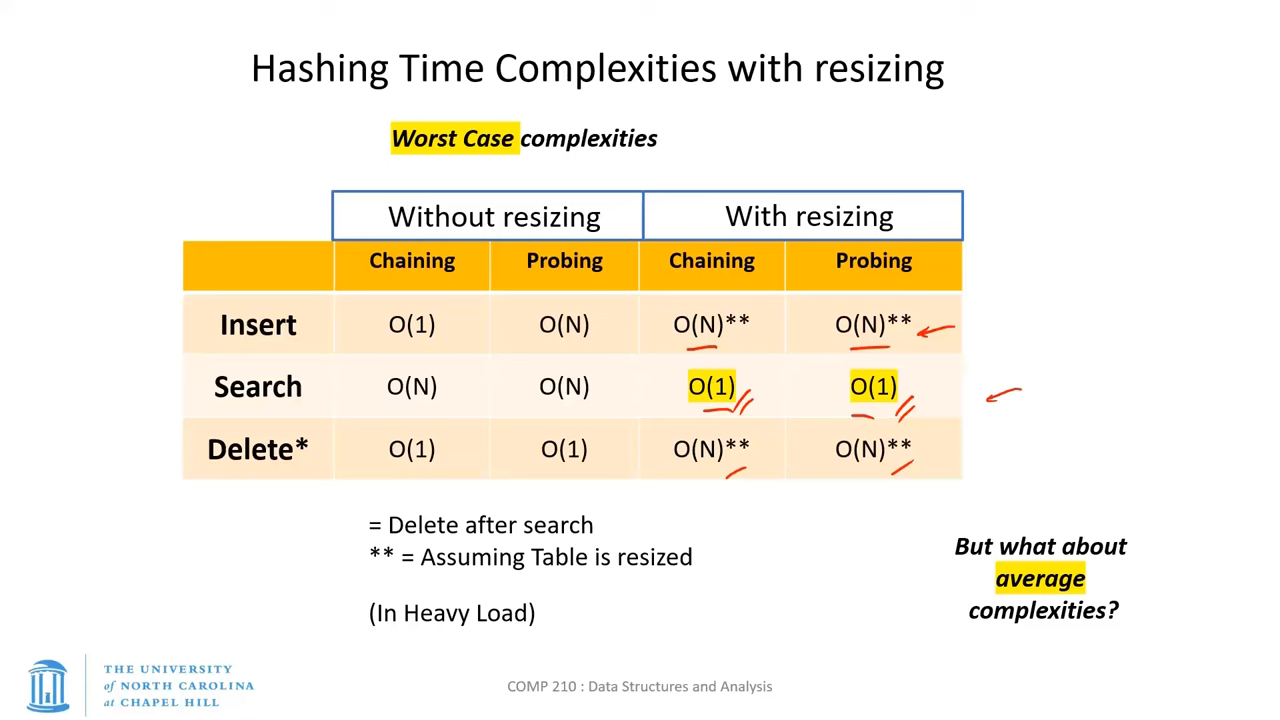 Hashing Time Complexities with resizing
Worst Case complexities
Without resizing With resizing
Chaining Probing Chaining Probing
Insert O(1) O(N) O(N)** O(N)**
Search O(N) O(N) O(1) O(1)
Delete* O(1) O(1) O(N)** O(N)**
= Delete after search
** = Assuming Table is resized
(In Heavy Load)
But what about
average
complexities?
THE UNIVERSITY
of NORTH CAROLINA
at CHAPEL HILL
COMP 210 : Data Structures and Analysis